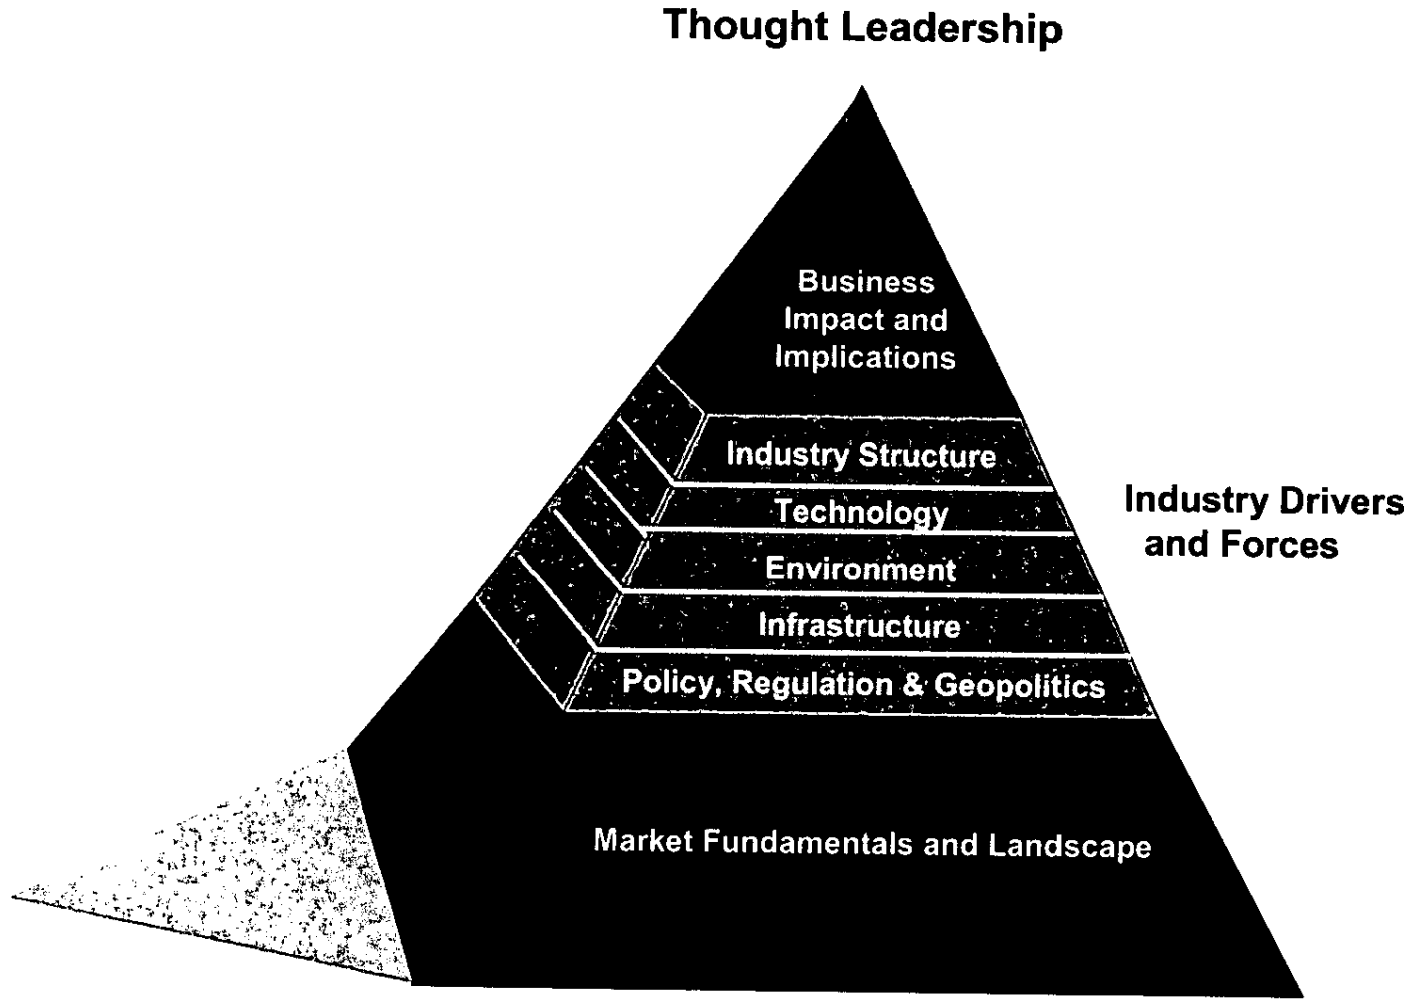 Thought Leadership
Business
Impact and
Implications
Industry Structure
Technology
Environment
Infrastructure
Policy, Regulation & Geopolitics
Industry Drivers
and Forces
Market Fundamentals and Landscape